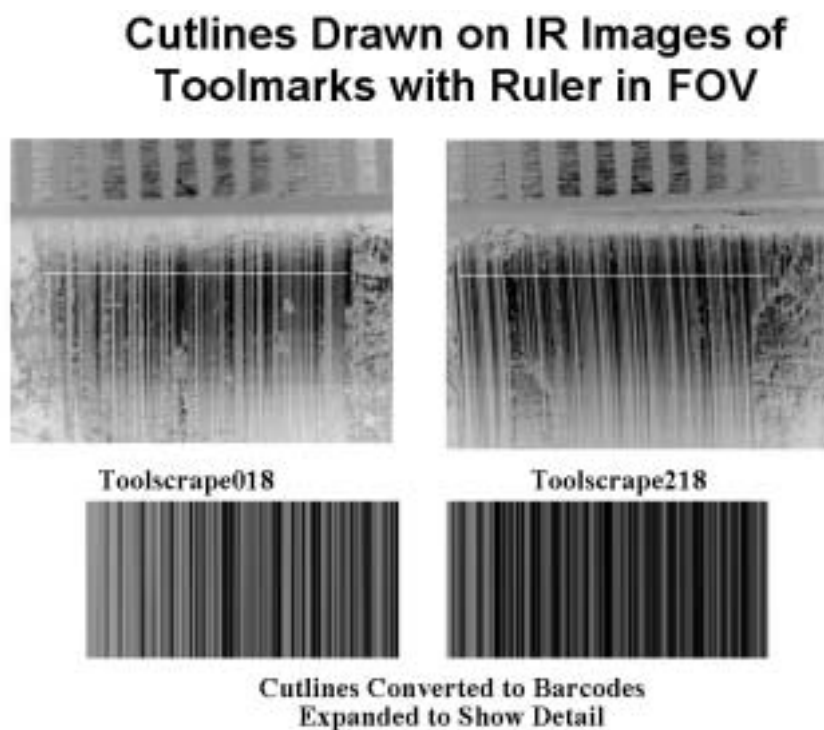 Cutlines Drawn on IR Images of
Toolmarks with Ruler in FOV
Toolscrape018
Toolscrape218
Cutlines Converted to Barcodes
Expanded to Show Detail